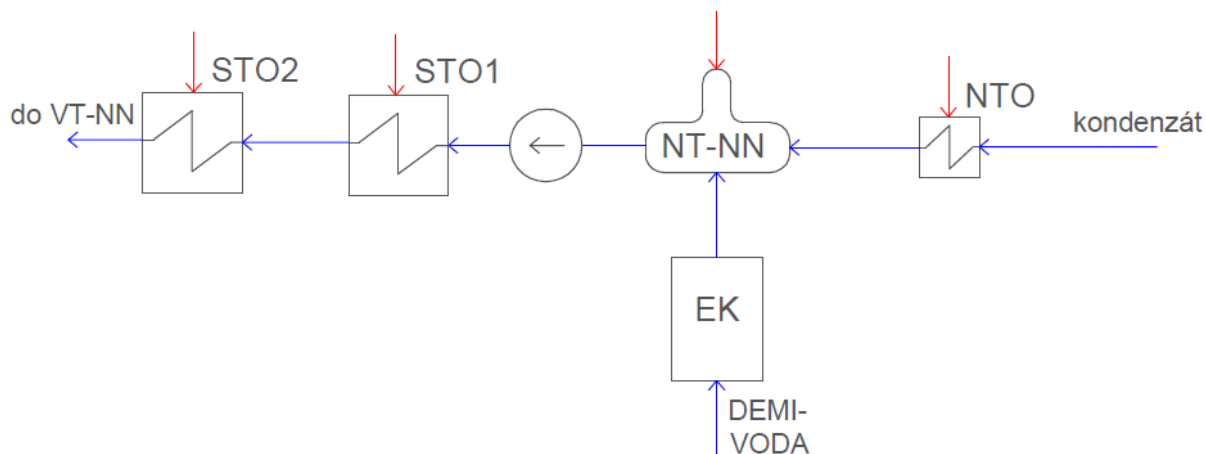 STO2
STO1
NTO
do VT-NN
NT-NN
kondenzát
EK
DEMI-
VODA